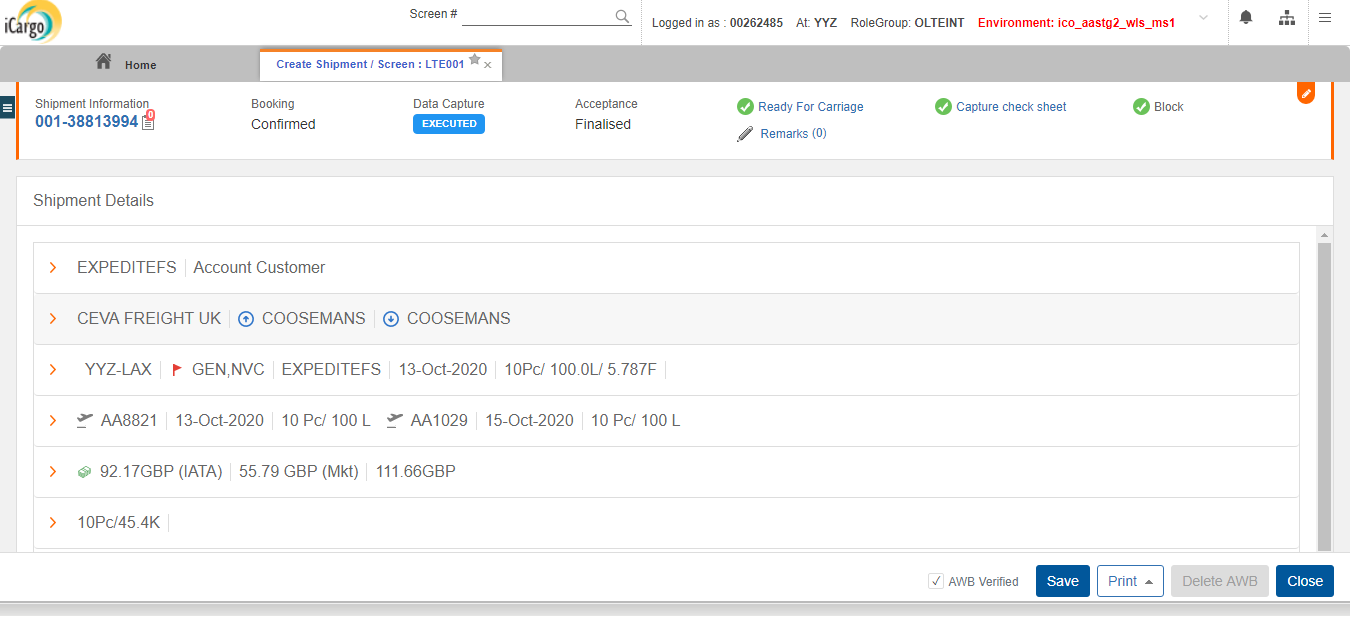 iCargo
Screen #
Logged in as : 00262485 At: YYZ RoleGroup: OLTEINT Environment: ico_aastg2_wls_ms1
Home
Create Shipment / Screen : LTE001
Shipment Information
001-38813994
0
Booking
Confirmed
Data Capture
EXECUTED
Acceptance
Finalised
Ready For Carriage
Remarks (0)
Capture check sheet
Block
Shipment Details
EXPEDITEFS Account Customer
CEVA FREIGHT UK COOSEMANS COOSEMANS
YYZ-LAX GEN,NVC EXPEDITEFS 13-Oct-2020 10Pc/ 100.0L/ 5.787F
AA8821 13-Oct-2020 10 Pc/ 100 L AA1029 15-Oct-2020 10 Pc/ 100 L
92.17GBP (IATA) 55.79 GBP (Mkt) 111.66GBP
10Pc/45.4K
AWB Verified Save Print Delete AWB Close